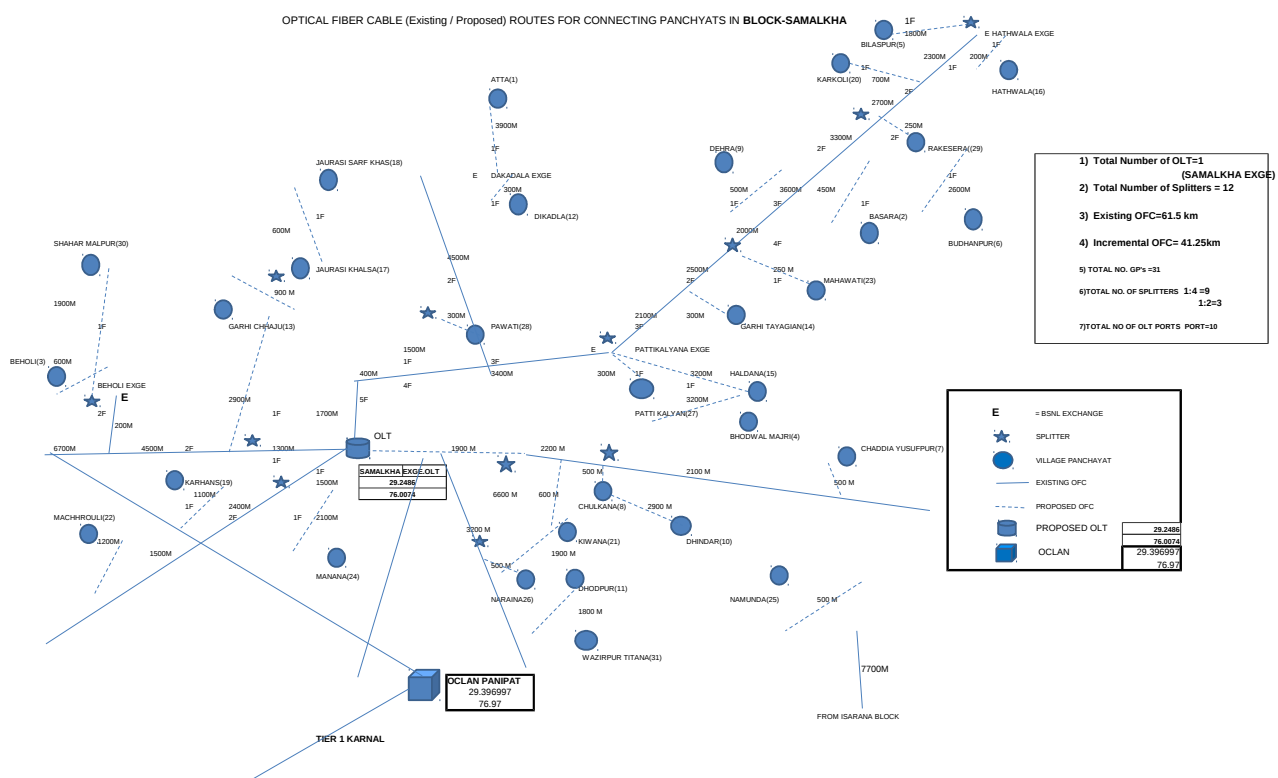 OPTICAL FIBER CABLE (Existing / Proposed) ROUTES FOR CONNECTING PANCHYATS IN BLOCK-SAMALKHA
1F
1800M
BILASPUR(5)
E HATHWALA EXGE
1F
2300M
200M
1F
1F
KARKOLI(20)
700M
2F
HATHWALA(16)
2700M
ATTA(1)
3900M
1F
250M
3300M
2F
2F
DEHRA(9)
RAKESERA((29)
JAURASI SARF KHAS(18)
E DAKADALA EXGE
300M
1F
DIKADLA(12)
500M
3600M
450M
1F
2600M
1F
3F
1F
BASARA(2)
BUDHANPUR(6)
1F
600M
2000M
4F
SHAHAR MALPUR(30)
4500M
2F
JAURASI KHALSA(17)
2500M
2F
250 M
1F
MAHAWATI(23)
900 M
1900M
1F
GARHI CHHAJU(13)
300M
PAWATI(28)
2100M
3F
300M
GARHI TAYAGIAN(14)
1) Total Number of OLT=1
(SAMALKHA EXGE)
2) Total Number of Splitters = 12
3) Existing OFC=61.5 km
4) Incremental OFC= 41.25km
5) TOTAL NO. GP's =31
6)TOTAL NO. OF SPLITTERS 1:4 =9
1:2=3
7)TOTAL NO OF OLT PORTS PORT=10
1500M
1F
3F
E
PATTIKALYANA EXGE
BEHOLI(3)
600M
400M
3400M
4F
300M
1F
3200M
1F
HALDANA(15)
BEHOLI EXGE
E
2F
200M
2900M
1F
1700M
5F
3200M
PATTI KALYAN(27)
BHODWAL MAJRI(4)
E
= BSNL EXCHANGE
SPLITTER
VILLAGE PANCHAYAT
EXISTING OFC
PROPOSED OFC
PROPOSED OLT
29.2486
76.0074
OCLAN
29.396997
76.97
OLT
6700M
4500M
2F
1300M
1F
1900M
2200 M
2100 M
CHADDIA YUSUFPUR(7)
SAMALKHA EXGE.OLT
29.2486
76.0074
1F
1500M
500 M
500 M
KARHANS(19)
1100M
1F
2400M
2F
1F
2100M
6600 M
600 M
CHULKANA(8)
2900 M
MACHHROULI(22)
1200M
1500M
3200 M
KIWANA(21)
DHINDAR(10)
1900 M
500 M
MANANA(24)
NARAINA26)
DHODPUR(11)
1800 M
NAMUNDA(25)
500 M
WAZIRPUR TITANA(31)
7700M
OCLAN PANIPAT
29.396997
76.97
FROM ISARANA BLOCK
TIER 1 KARNAL